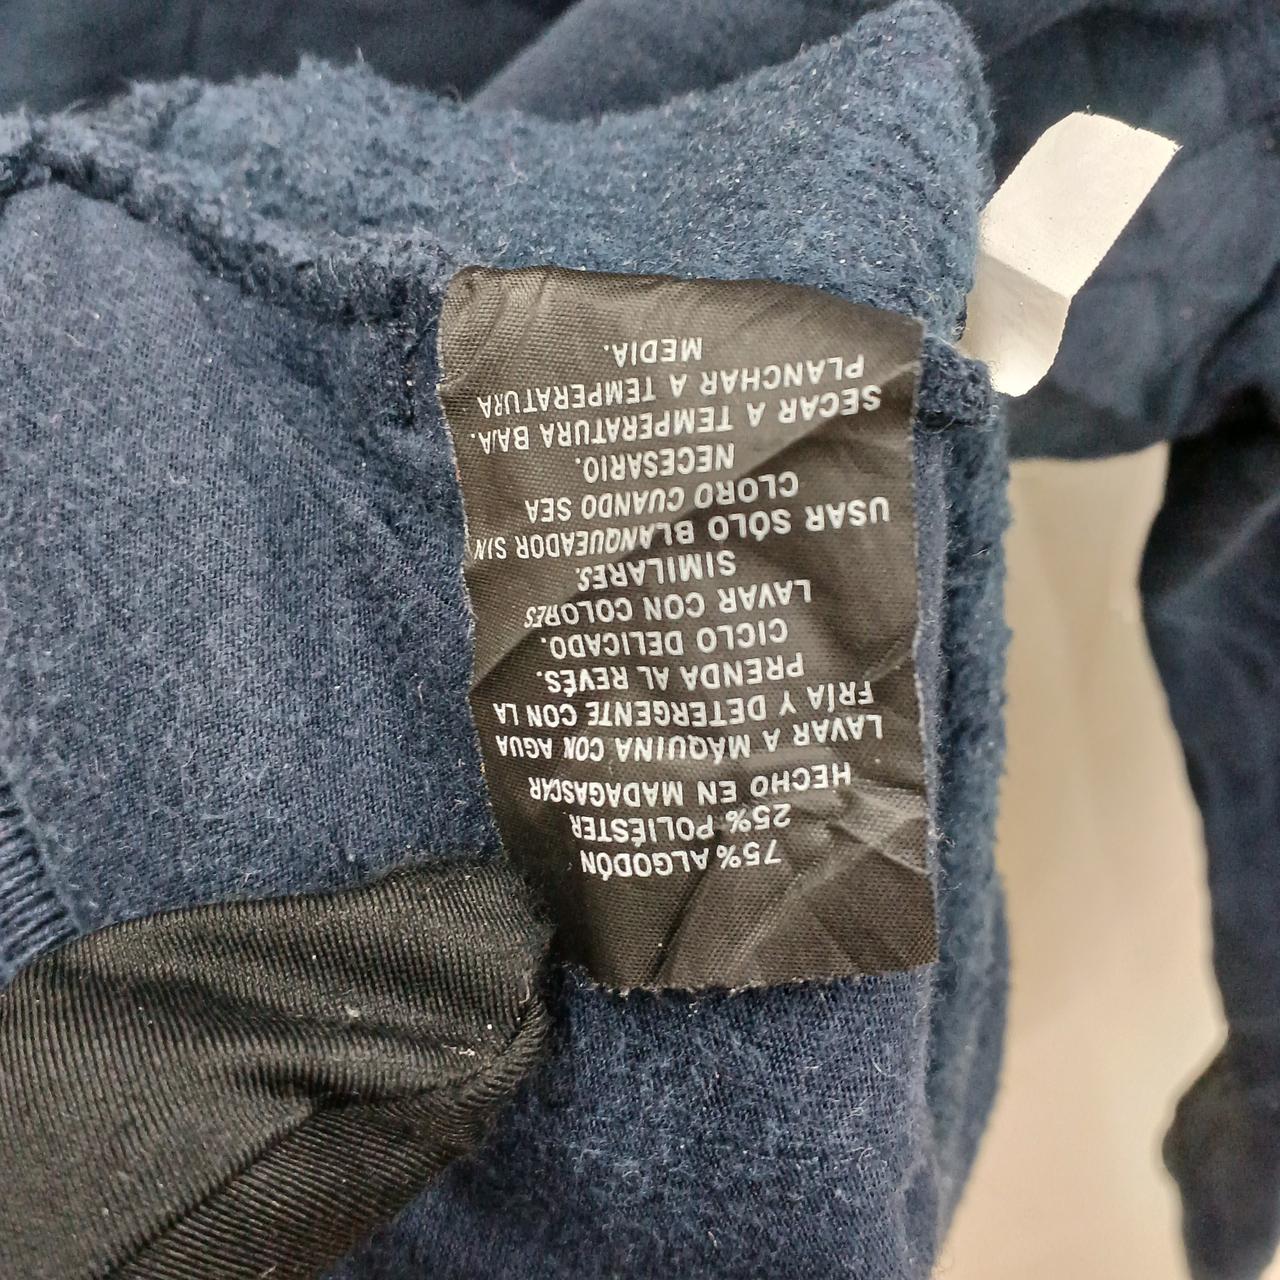 75% ALGODÓN
25% POLIÉSTER
HECHO EN MADAGASCAR
LAVAR A MÁQUINA CON AGUA
FRÍA Y DETERGENTE CON LA
PRENDA AL REVÉS.
CICLO DELICADO.
LAVAR CON COLORES
SIMILARES.
USAR SÓLO BLANQUEADOR SIN
CLORO CUANDO SEA
NECESARIO.
SECAR A TEMPERATURA BAJA.
PLANCHAR A TEMPERATURA
MEDIA.